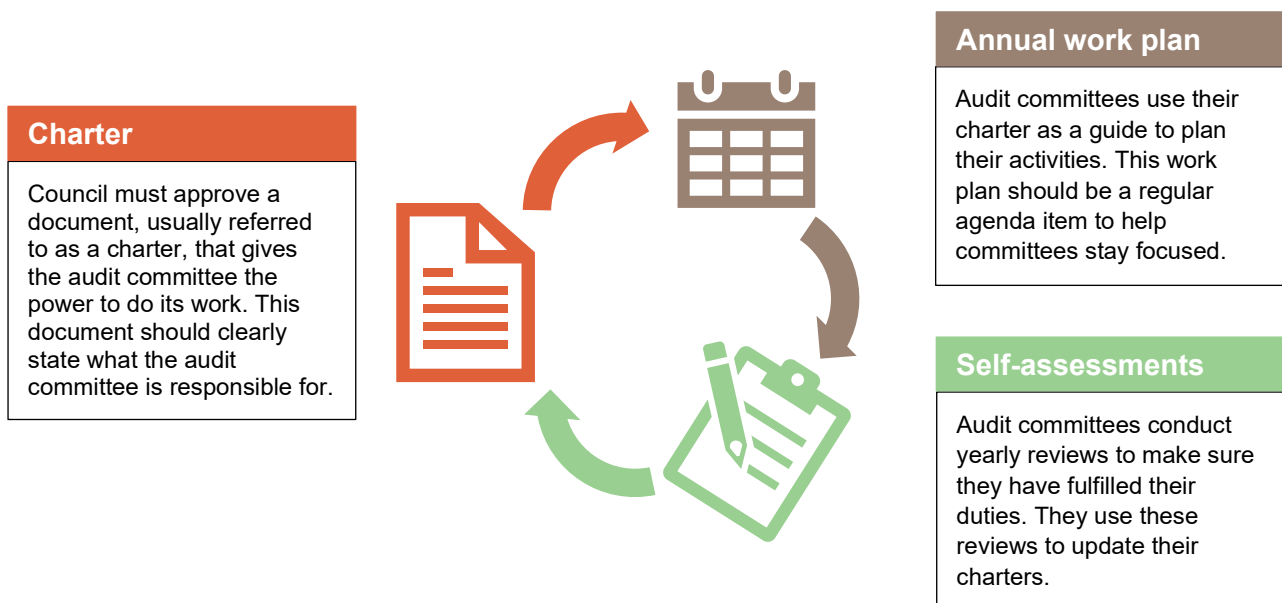 Charter
Council must approve a
document, usually referred
to as a charter, that gives
the audit committee the
power to do its work. This
document should clearly
state what the audit
committee is responsible for.
Annual work plan
Audit committees use their
charter as a guide to plan
their activities. This work
plan should be a regular
agenda item to help
committees stay focused.
Self-assessments
Audit committees conduct
yearly reviews to make sure
they have fulfilled their
duties. They use these
reviews to update their
charters.